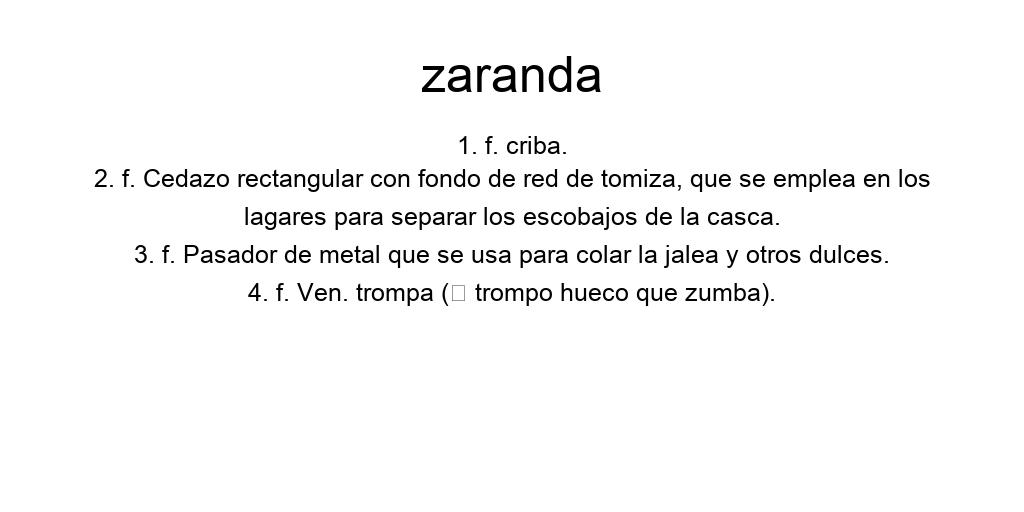 zaranda
1. f. criba.
2. f. Cedazo rectangular con fondo de red de tomiza, que se emplea en los
lagares para separar los escobajos de la casca.
3. f. Pasador de metal que se usa para colar la jalea y otros dulces.
4. f. Ven. trompa (□ trompo hueco que zumba).